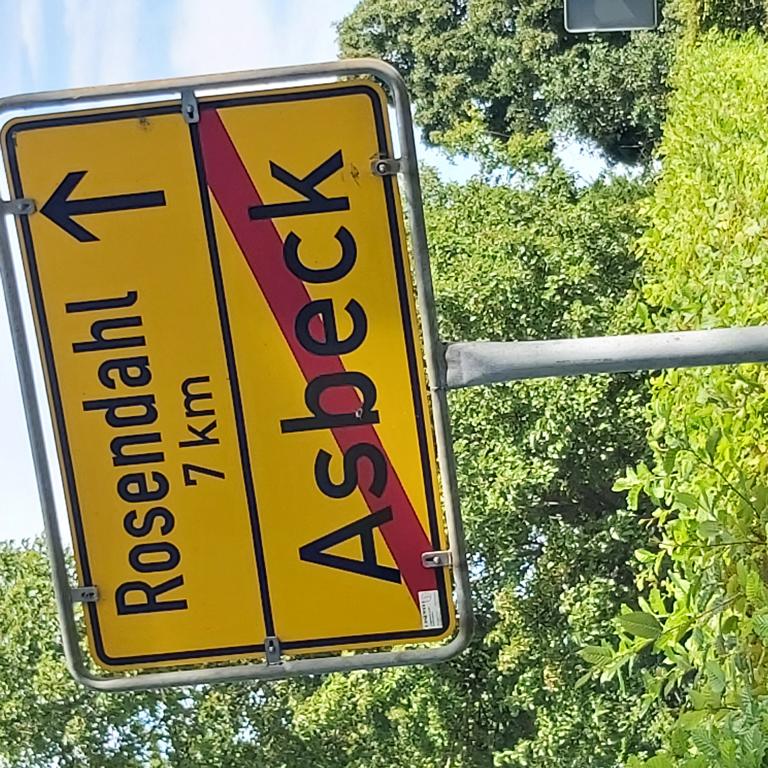 Rosendahl
7 km
Asbeck